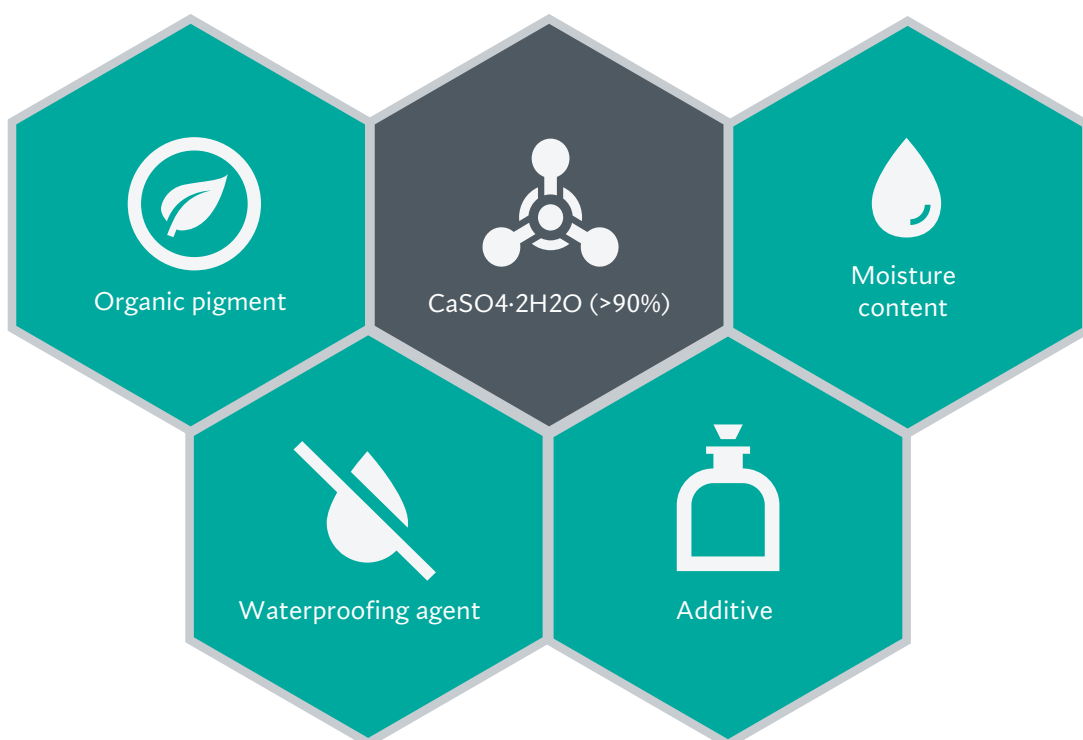 Organic pigment
CaSO4·2H2O (>90%)
Moisture
content
Waterproofing agent
Additive